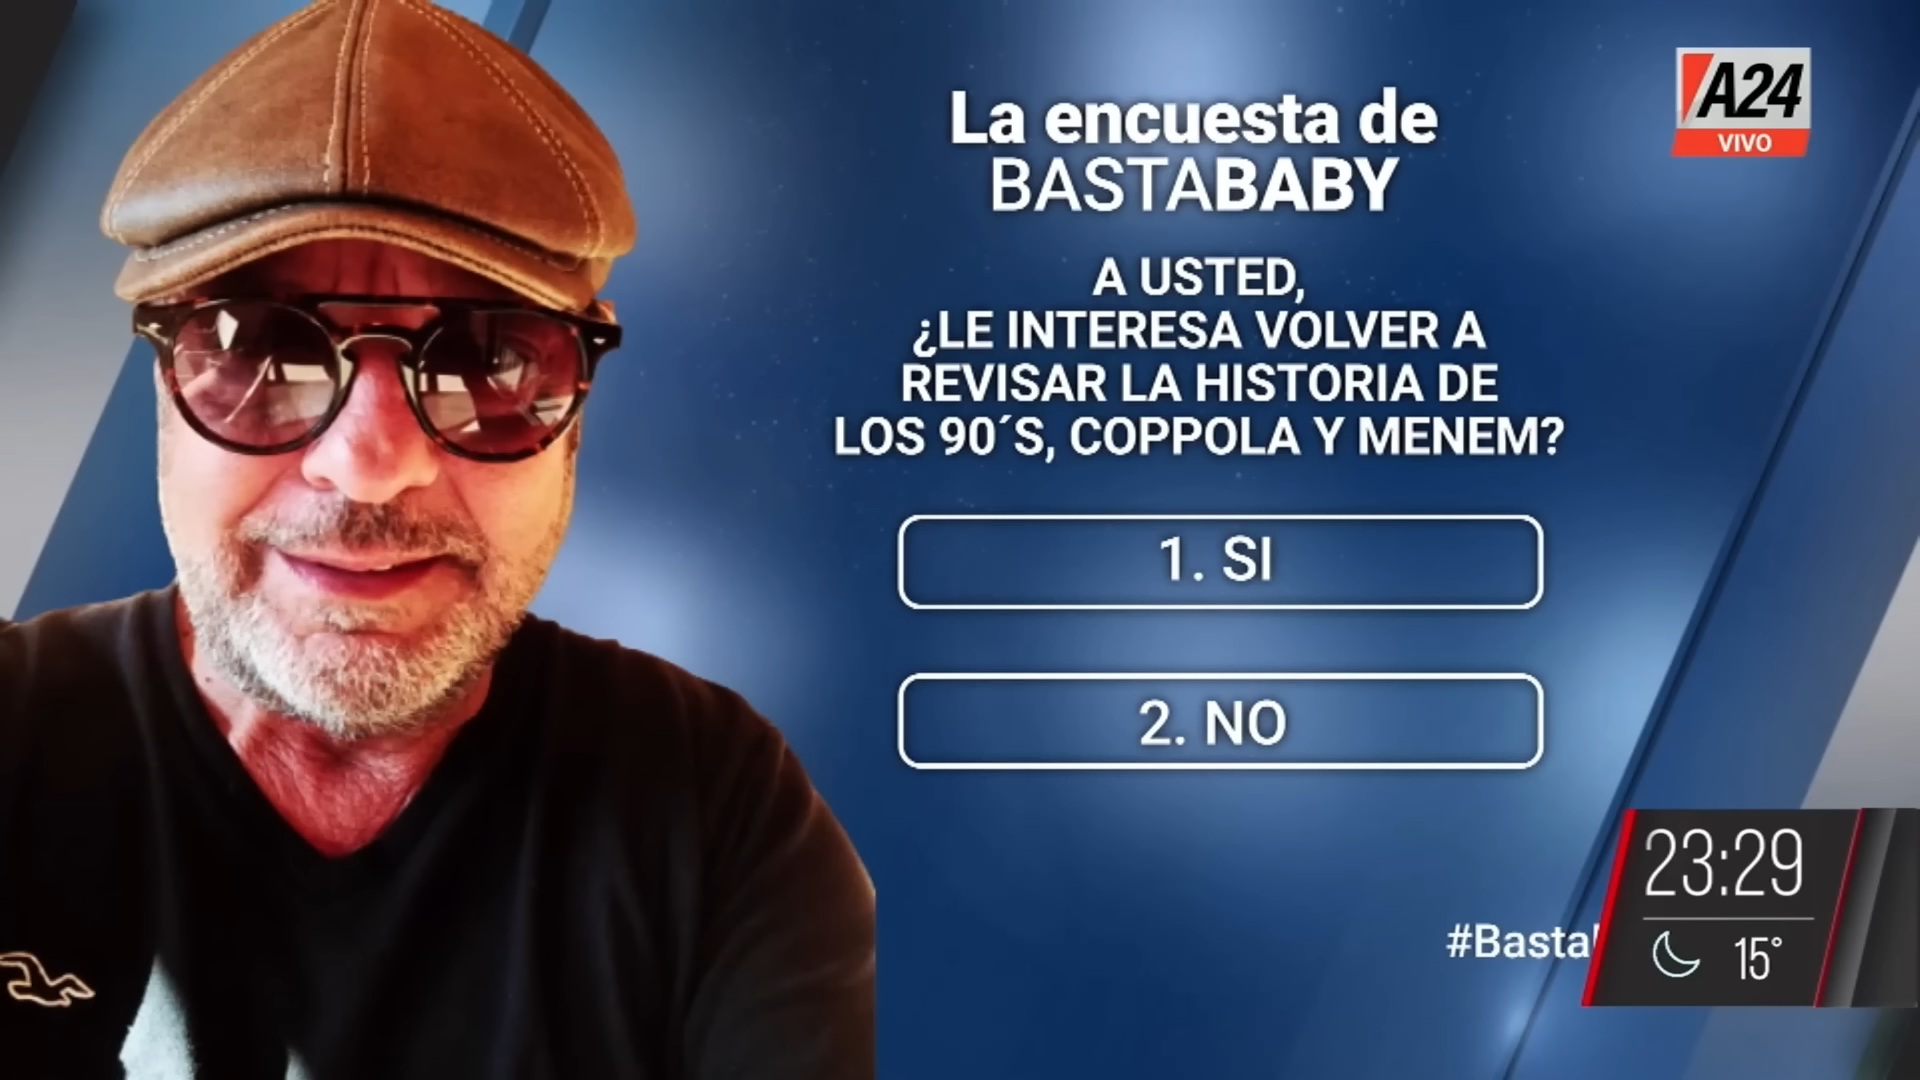 La encuesta de
BASTABABY
A USTED,
¿LE INTERESA VOLVER A
REVISAR LA HISTORIA DE
LOS 90´S, COPPOLA Y MENEM?
1. SI
2. NO
A24
VIVO
23:29
15°